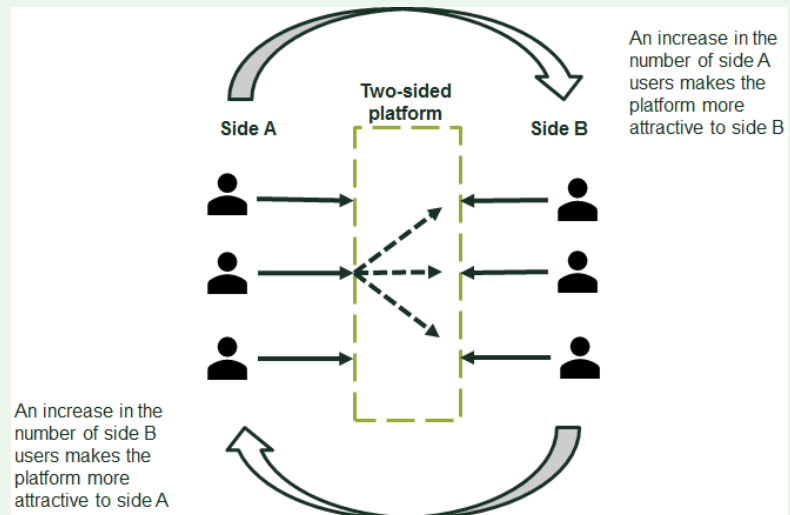 An increase in the
number of side A
users makes the
platform more
attractive to side B
Two-sided
platform
Side A
Side B
An increase in the
number of side B
users makes the
platform more
attractive to side A